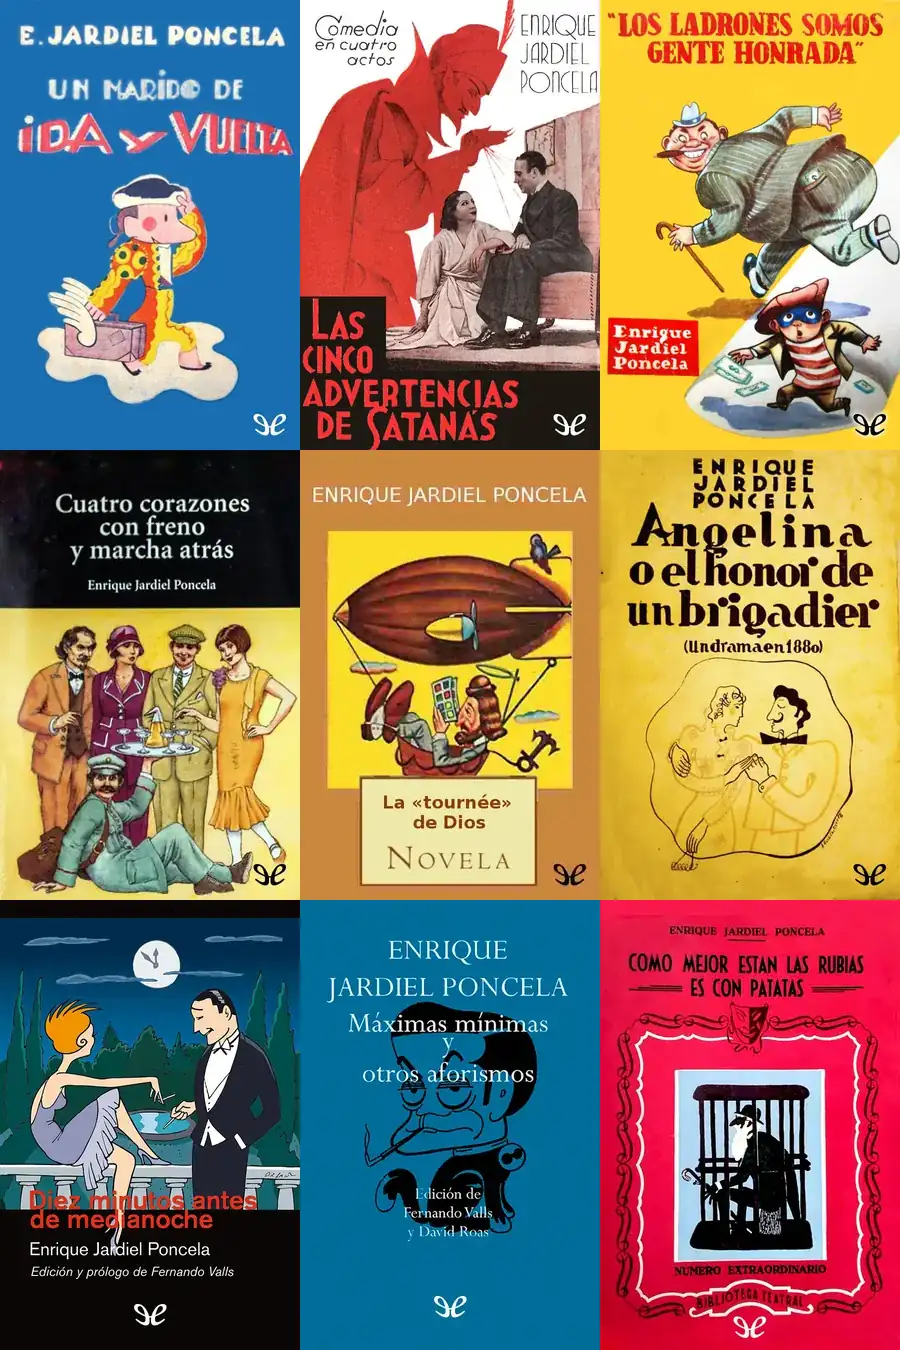 E. JARDIEL PONCELA
UN MARIDO DE
IDA y VUELTA
Comedia
en cuatro
actos
ENRIQUE
JARDIEL
PONCELA
LAS
CINCO
ADVERTENCIAS
DE SATANÁS
"LOS LADRONES SOMOS
GENTE HONRADA"
Enrique
Jardiel
Poncela
Cuatro corazones
con freno
y marcha atrás
Enrique Jardiel Poncela
ENRIQUE JARDIEL PONCELA
La «tournée»
de Dios
NOVELA
ENRIQUE
JARDIEL
PONCELA
Angelina
o el honor de
un brigadier
(Un drama en 1880)
Diez minutos antes
de medianoche
Enrique Jardiel Poncela
Edición y prólogo de Fernando Valls
ENRIQUE
JARDIEL PONCELA
Máximas mínimas
y
otros aforismos
Edición de
Fernando Valls
y David Roas
ENRIQUE JARDIEL PONCELA
COMO MEJOR ESTAN LAS RUBIAS
ES CON PATATAS
NUMERO EXTRAORDINARIO
BIBLIOTECA TEATRAL